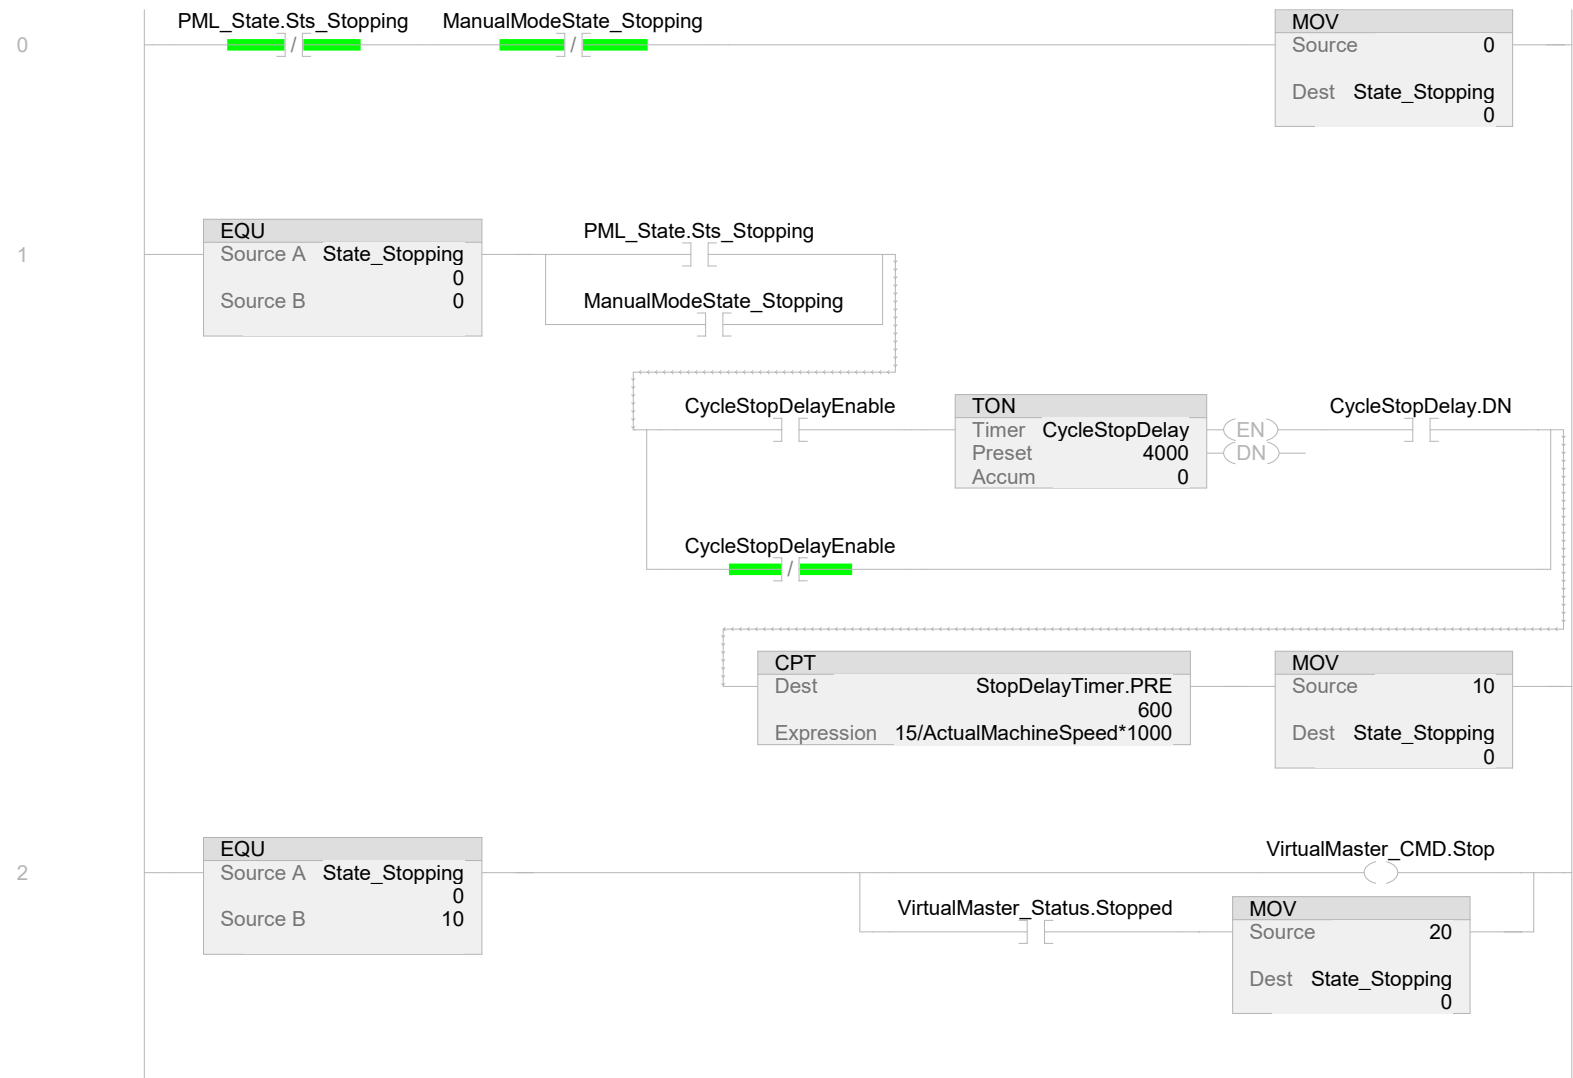 PML_State.Sts_Stopping ManualModeState_Stopping MOV
0 / / Source 0
Dest State_Stopping
0
EQU PML_State.Sts_Stopping
1 Source A State_Stopping
0
Source B 0 ManualModeState_Stopping
CycleStopDelayEnable TON CycleStopDelay.DN
Timer CycleStopDelay EN
Preset 4000 DN
Accum 0
CycleStopDelayEnable
/
CPT MOV
Dest StopDelayTimer.PRE Source 10
600
Expression 15/ActualMachineSpeed*1000 Dest State_Stopping
0
EQU VirtualMaster_CMD.Stop
2 Source A State_Stopping
0 VirtualMaster_Status.Stopped MOV
Source B 10 Source 20
Dest State_Stopping
0